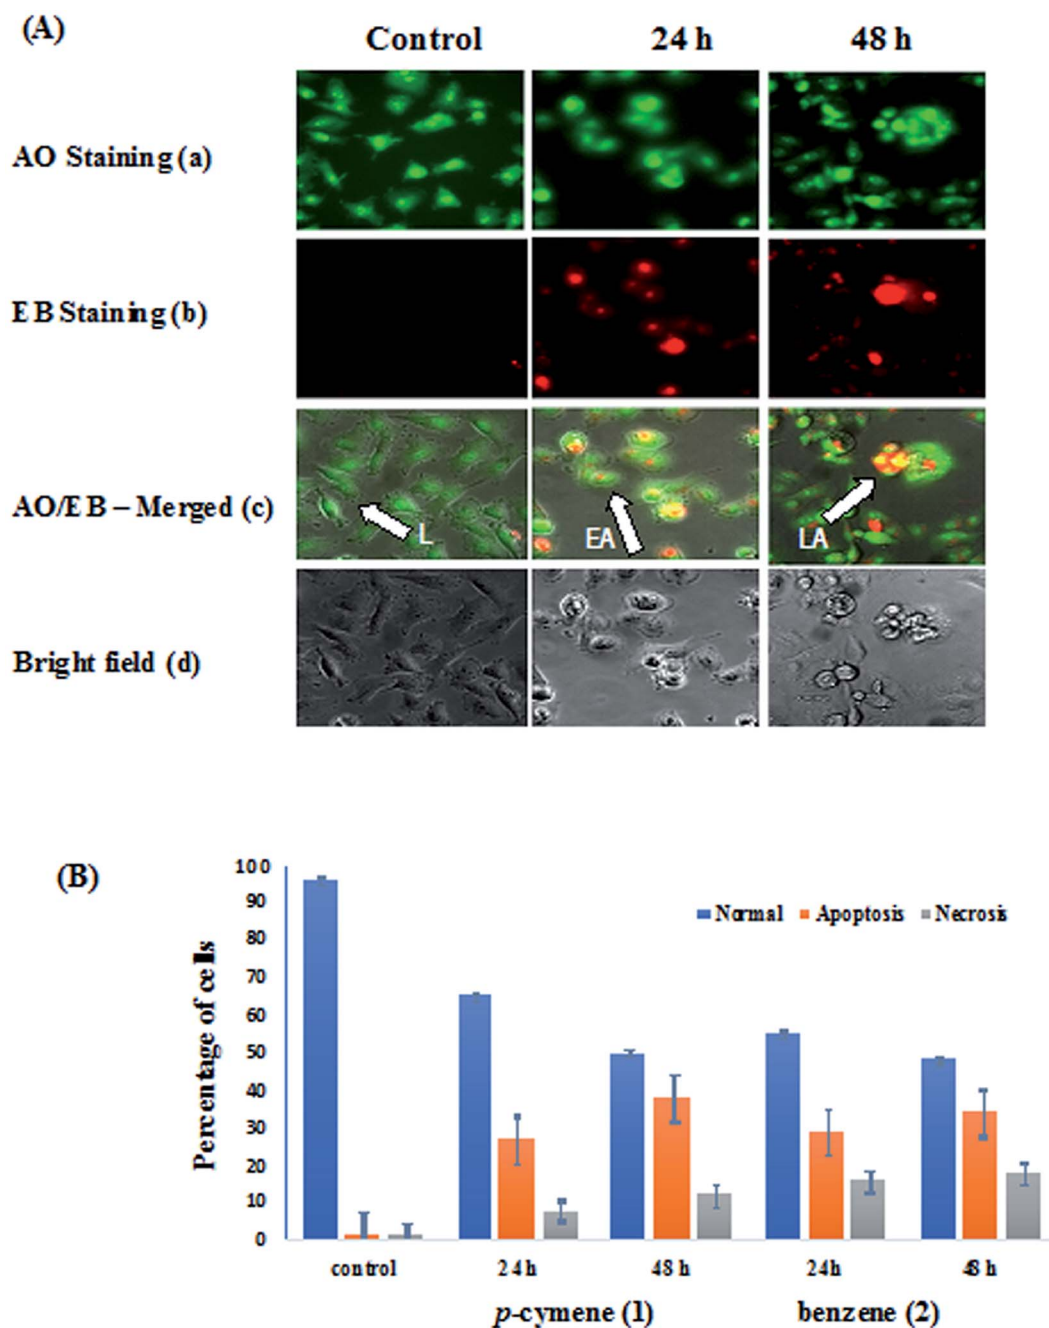 (A)
Control 24 h 48 h
AO Staining (a)
EB Staining (b)
AO/EB – Merged (c)
L EA LA
Bright field (d)
(B)
Percentage of cells
100
90
80
70
60
50
40
30
20
10
0
Normal Apoptosis Necrosis
control 24h 48 h 24h 48 h
p-cymene (1) benzene (2)